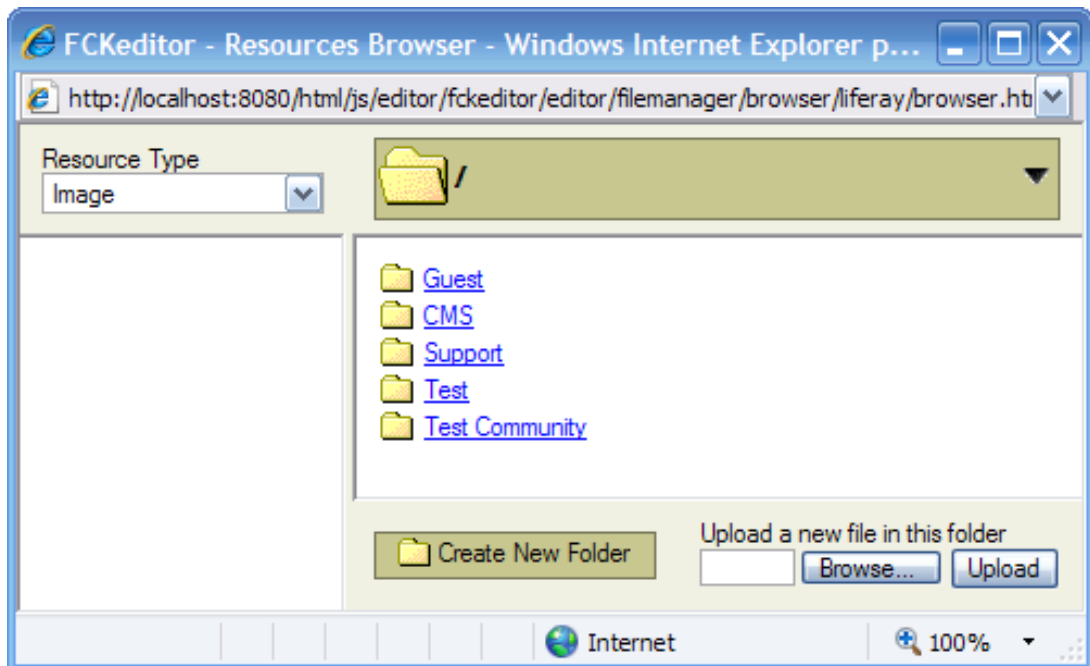 FCKeditor - Resources Browser - Windows Internet Explorer p...
http://localhost:8080/html/js/editor/fckeditor/editor/filemanager/browser/liferay/browser.ht
Resource Type
Image
/
Guest
CMS
Support
Test
Test Community
Create New Folder
Upload a new file in this folder
Browse...
Upload
Internet
100%